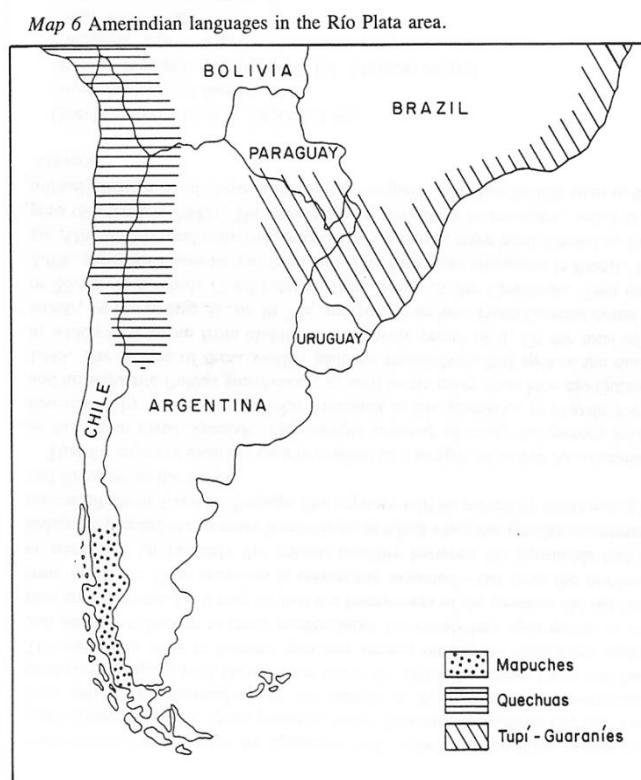 Map 6 Amerindian languages in the Río Plata area.
BOLIVIA
BRAZIL
PARAGUAY
URUGUAY
CHILE
ARGENTINA
Mapuches
Quechuas
Tupí-Guaraníes